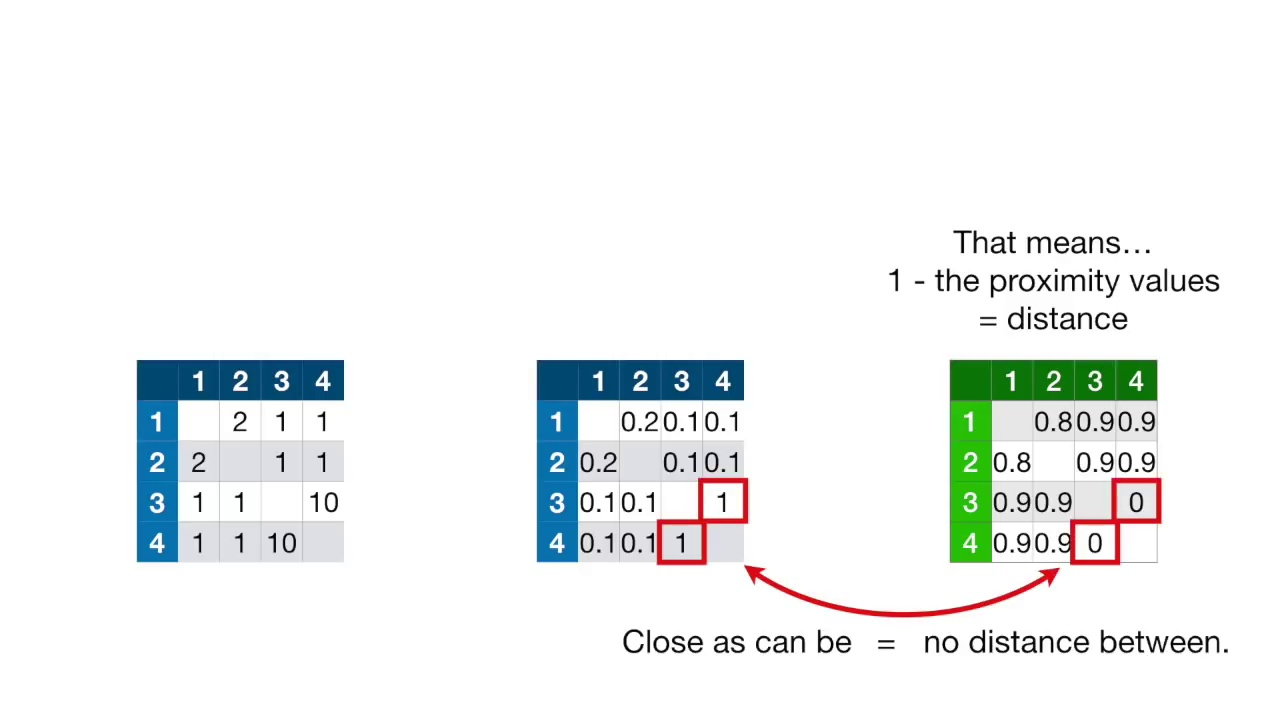 That means…
1 - the proximity values
= distance
1 2 3 4
1 2 1 1
2 2 1 1
3 1 1 10
4 1 1 10
1 2 3 4
1 0.2 0.1 0.1
2 0.2 0.1 0.1
3 0.1 0.1 1
4 0.1 0.1 1
1 2 3 4
1 0.8 0.9 0.9
2 0.8 0.9 0.9
3 0.9 0.9 0
4 0.9 0.9 0
Close as can be = no distance between.